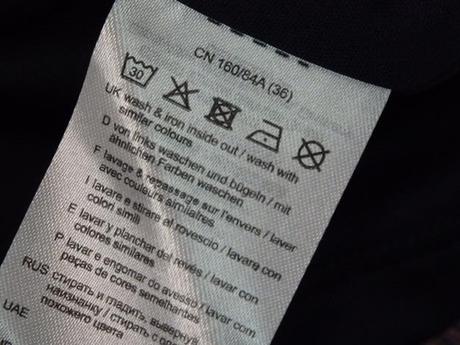 CN 160/84A (36)
30
UK wash & iron inside out / wash with
similar colours
D von links waschen und bügeln / mit
ähnlichen Farben waschen
F lavage & repassage sur l'envers / laver
avec couleurs similaires
I lavare e stirare al rovescio / lavare con
color simili
E lavar y planchar del revés / lavar con
colores similares
P lavar e engomar do avesso / lavar com
peças de cores semelhantes
RUS стирать и гладить, вывернув
наизнанку / стирать с
похожего цвета
UAE